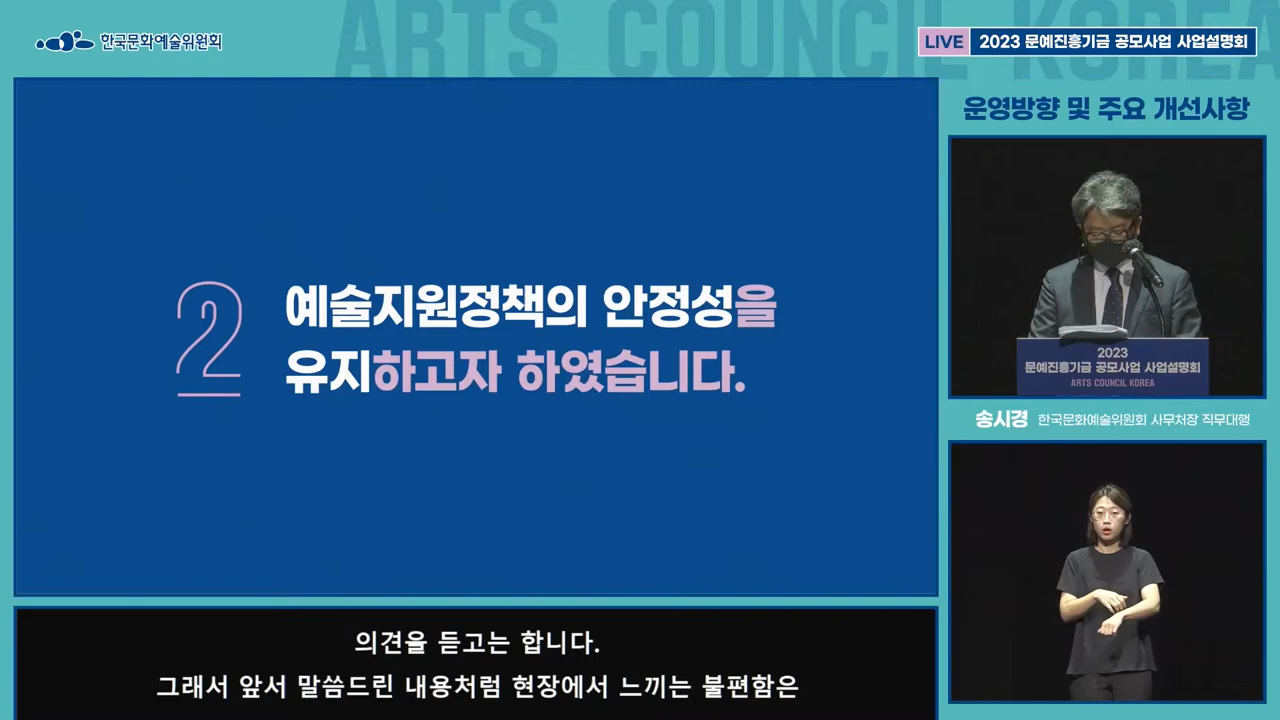 ARTS COUNCIL KOREA
한국문화예술위원회
LIVE 2023 문예진흥기금 공모사업 사업설명회
운영방향 및 주요 개선사항
2
예술지원정책의 안정성을
유지하고자 하였습니다.
2023
문예진흥기금 공모사업 사업설명회
ARTS COUNCIL KOREA
송시경 한국문화예술위원회 사무처장 직무대행
의견을 듣고는 합니다.
그래서 앞서 말씀드린 내용처럼 현장에서 느끼는 불편함은